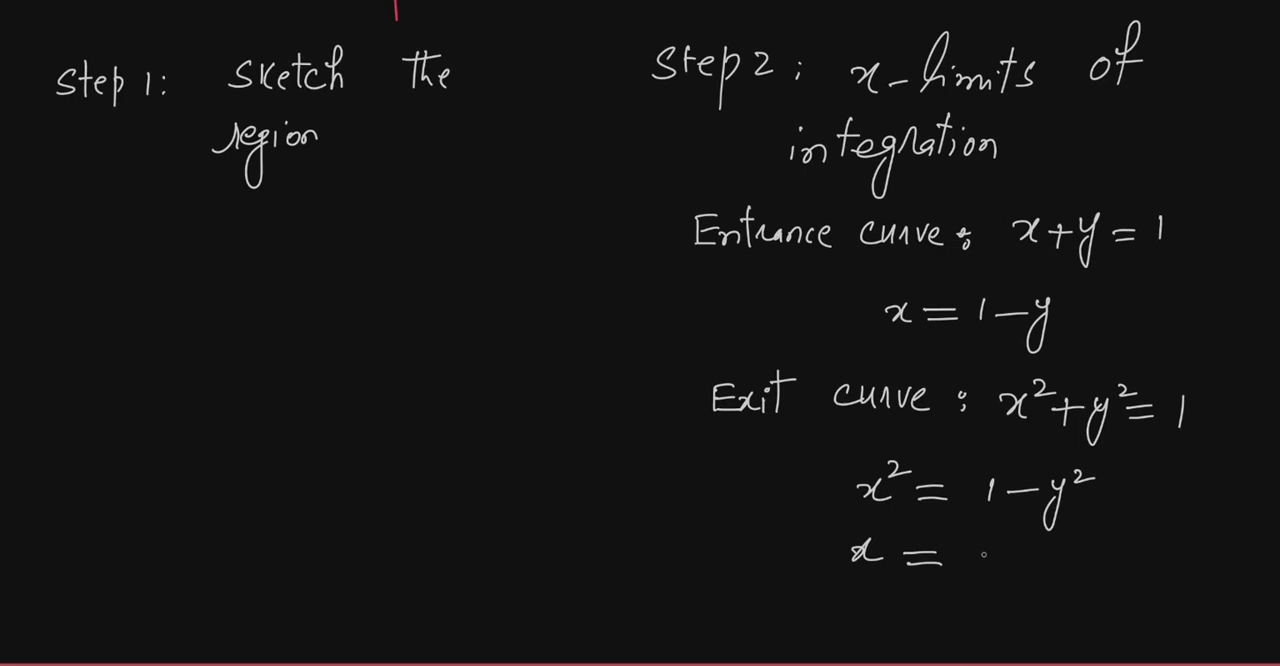 Step 1: Sketch the
region
Step 2: x-limits of
integration
Entrance curve: x+y = 1
x = 1-y
Exit curve: x²+y² = 1
x² = 1-y²
x =